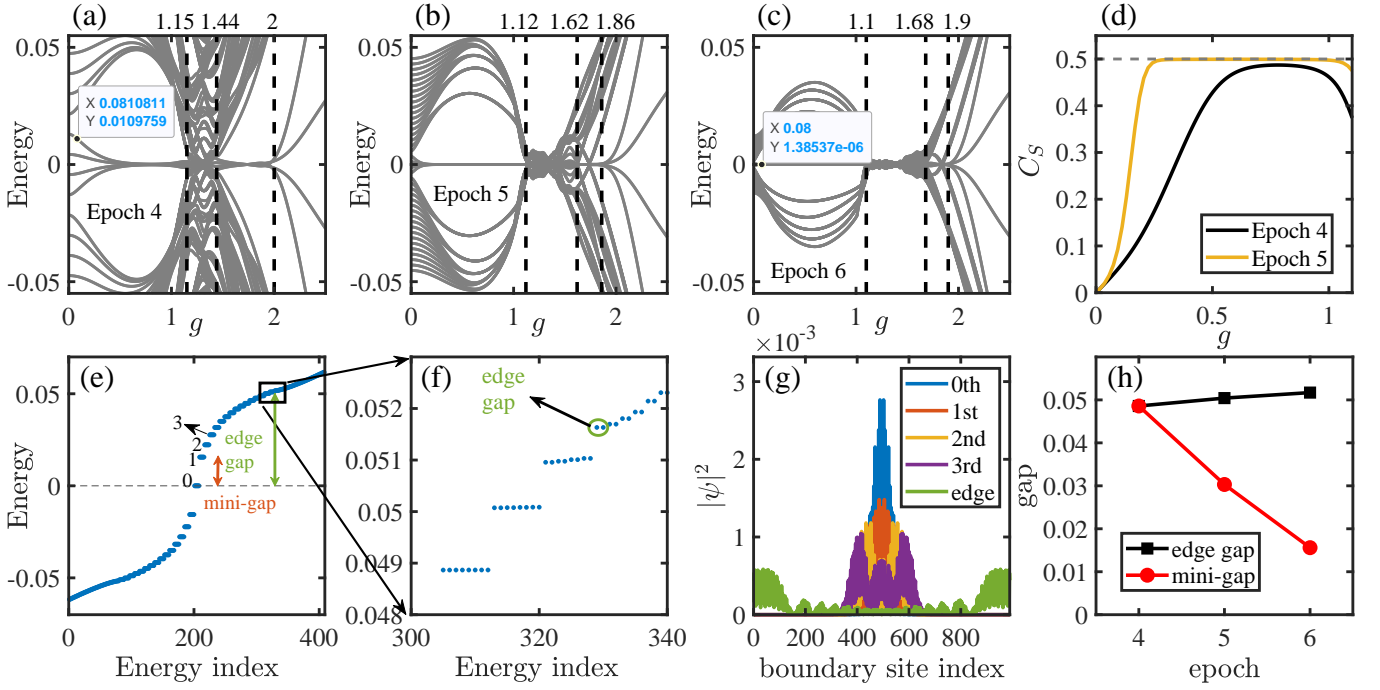 (a)
1.15
1.44
2
0.05
0
-0.05
Energy
X 0.0810811
Y 0.0109759
Epoch 4
0
1
2
g
(b)
1.12
1.62
1.86
0.05
0
-0.05
Energy
Epoch 5
0
1
2
g
(c)
1.1
1.68
1.9
0.05
0
-0.05
Energy
X 0.08
Y 1.38537e-06
Epoch 6
0
1
2
g
(d)
0.5
0.4
0.3
0.2
0.1
0
C_S
Epoch 4
Epoch 5
0
0.5
1
g
(e)
0.05
0
-0.05
Energy
3
2
1
0
edge
gap
mini-gap
0
200
400
Energy index
(f)
edge
gap
0.052
0.051
0.05
0.049
0.048
300
320
340
Energy index
×10⁻³
(g)
3
2
1
0
|ψ|²
0th
1st
2nd
3rd
edge
0
200
400
600
800
boundary site index
(h)
0.05
0.04
0.03
0.02
0.01
0
gap
edge gap
mini-gap
4
5
6
epoch